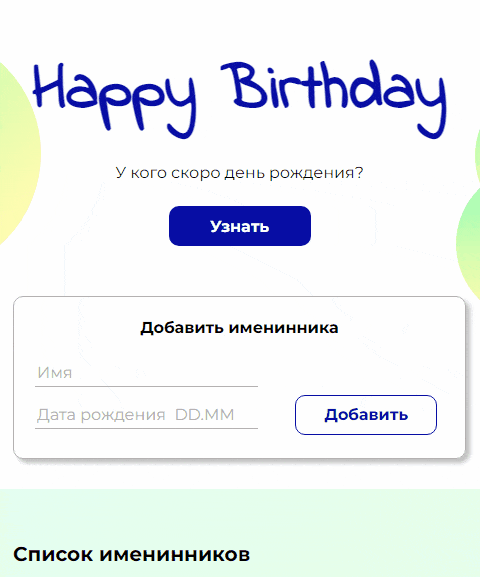 Happy Birthday
У кого скоро день рождения?
Узнать
Добавить именинника
Имя
Дата рождения DD.MM
Добавить
Список именинников